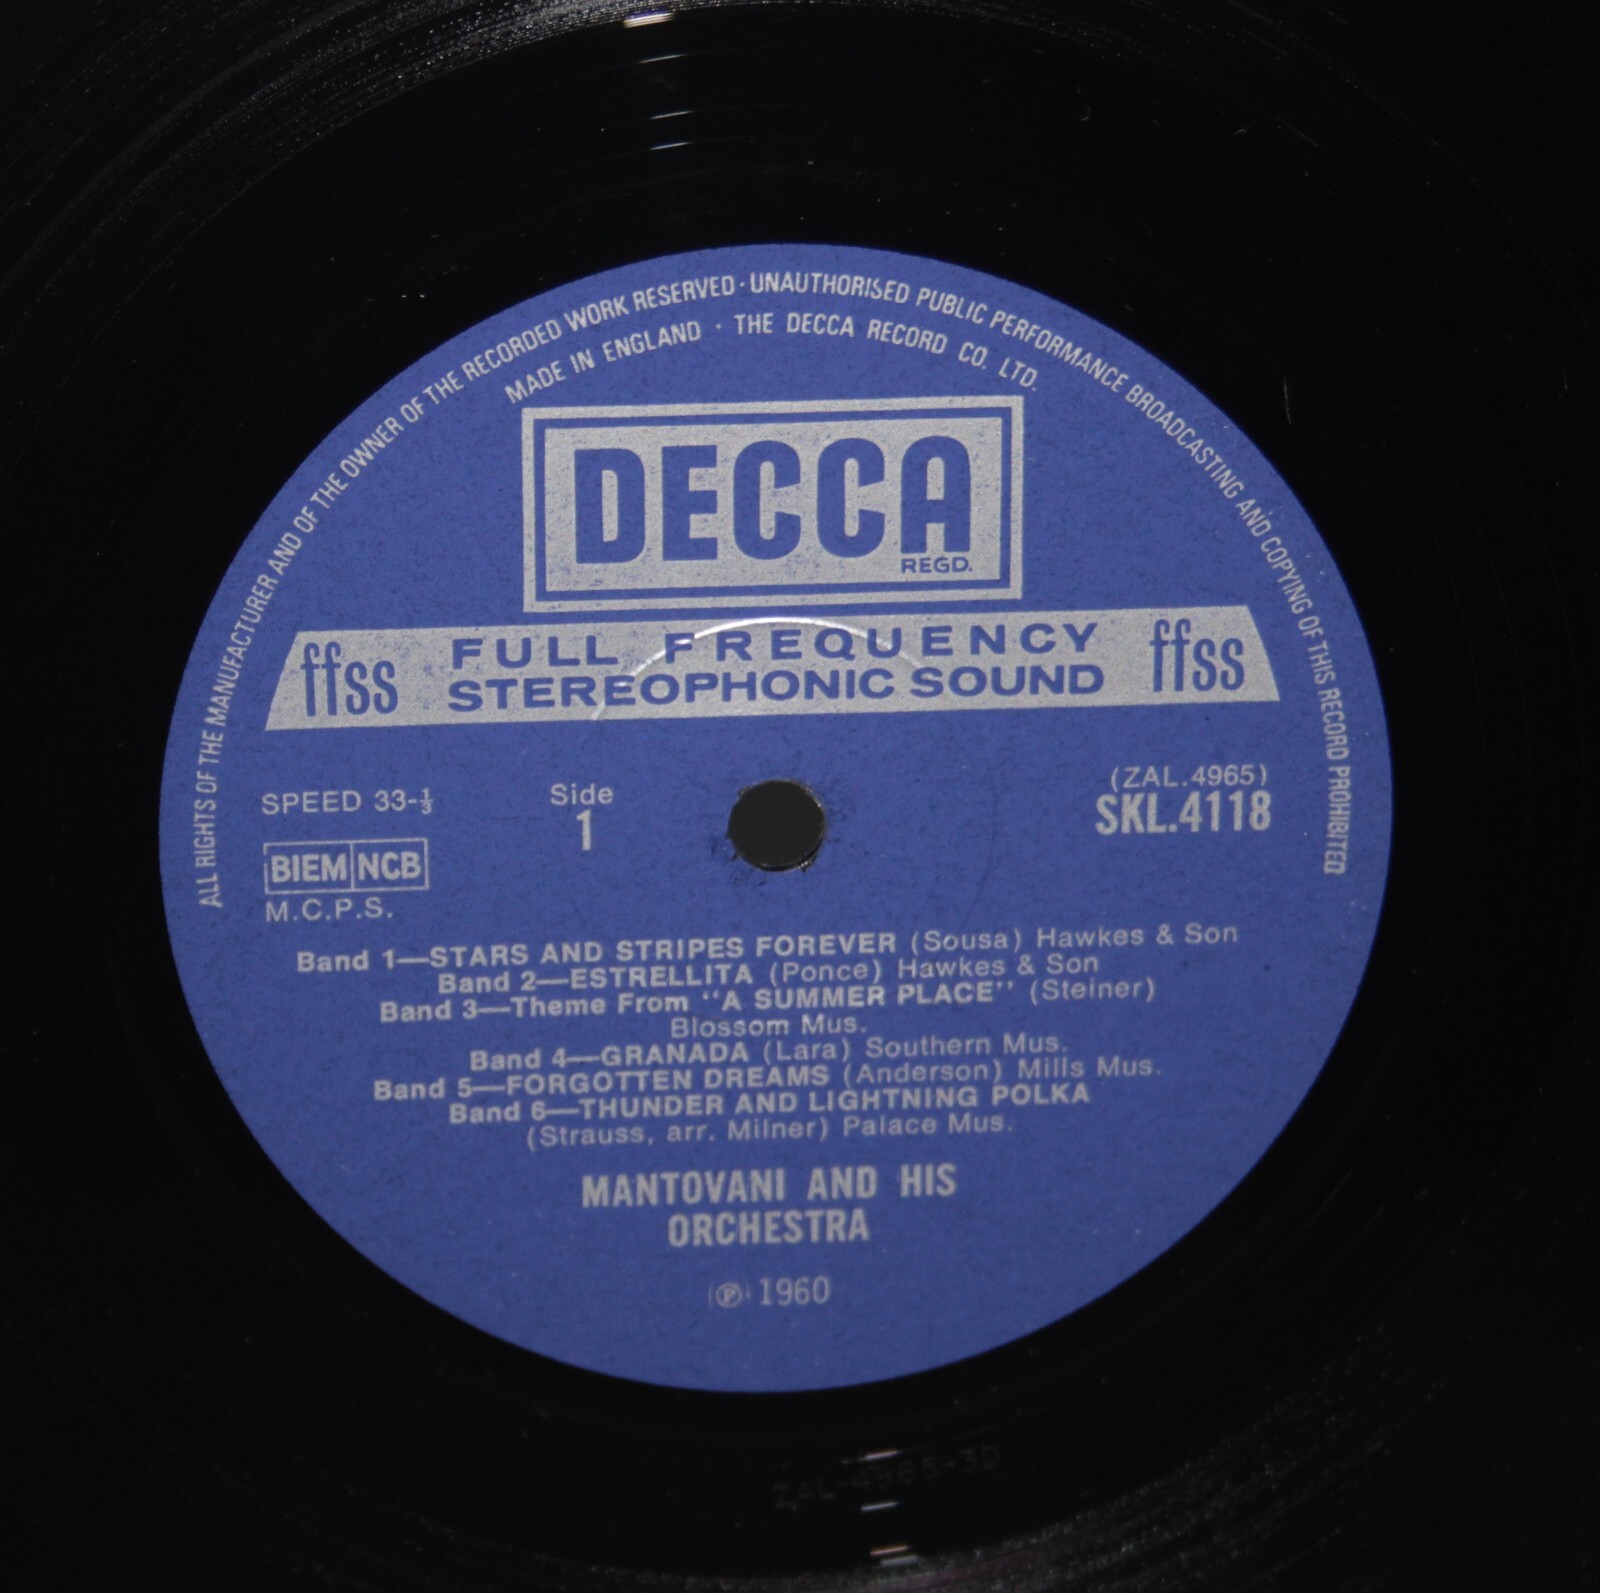 ALL RIGHTS OF THE MANUFACTURER AND OF THE OWNER OF THE RECORDED WORK RESERVED · UNAUTHORISED PUBLIC PERFORMANCE BROADCASTING AND COPYING OF THIS RECORD PROHIBITED
MADE IN ENGLAND · THE DECCA RECORD CO. LTD.
DECCA
REGD.
ffss FULL FREQUENCY ffss
STEREOPHONIC SOUND
(ZAL.4965)
SPEED 33-⅓ Side SKL.4118
1
BIEM NCB
M.C.P.S.
Band 1—STARS AND STRIPES FOREVER (Sousa) Hawkes & Son
Band 2—ESTRELLITA (Ponce) Hawkes & Son
Band 3—Theme From "A SUMMER PLACE" (Steiner)
Blossom Mus.
Band 4—GRANADA (Lara) Southern Mus.
Band 5—FORGOTTEN DREAMS (Anderson) Mills Mus.
Band 6—THUNDER AND LIGHTNING POLKA
(Strauss, arr. Milner) Palace Mus.
MANTOVANI AND HIS
ORCHESTRA
℗ 1960
ZAL-4965-3D